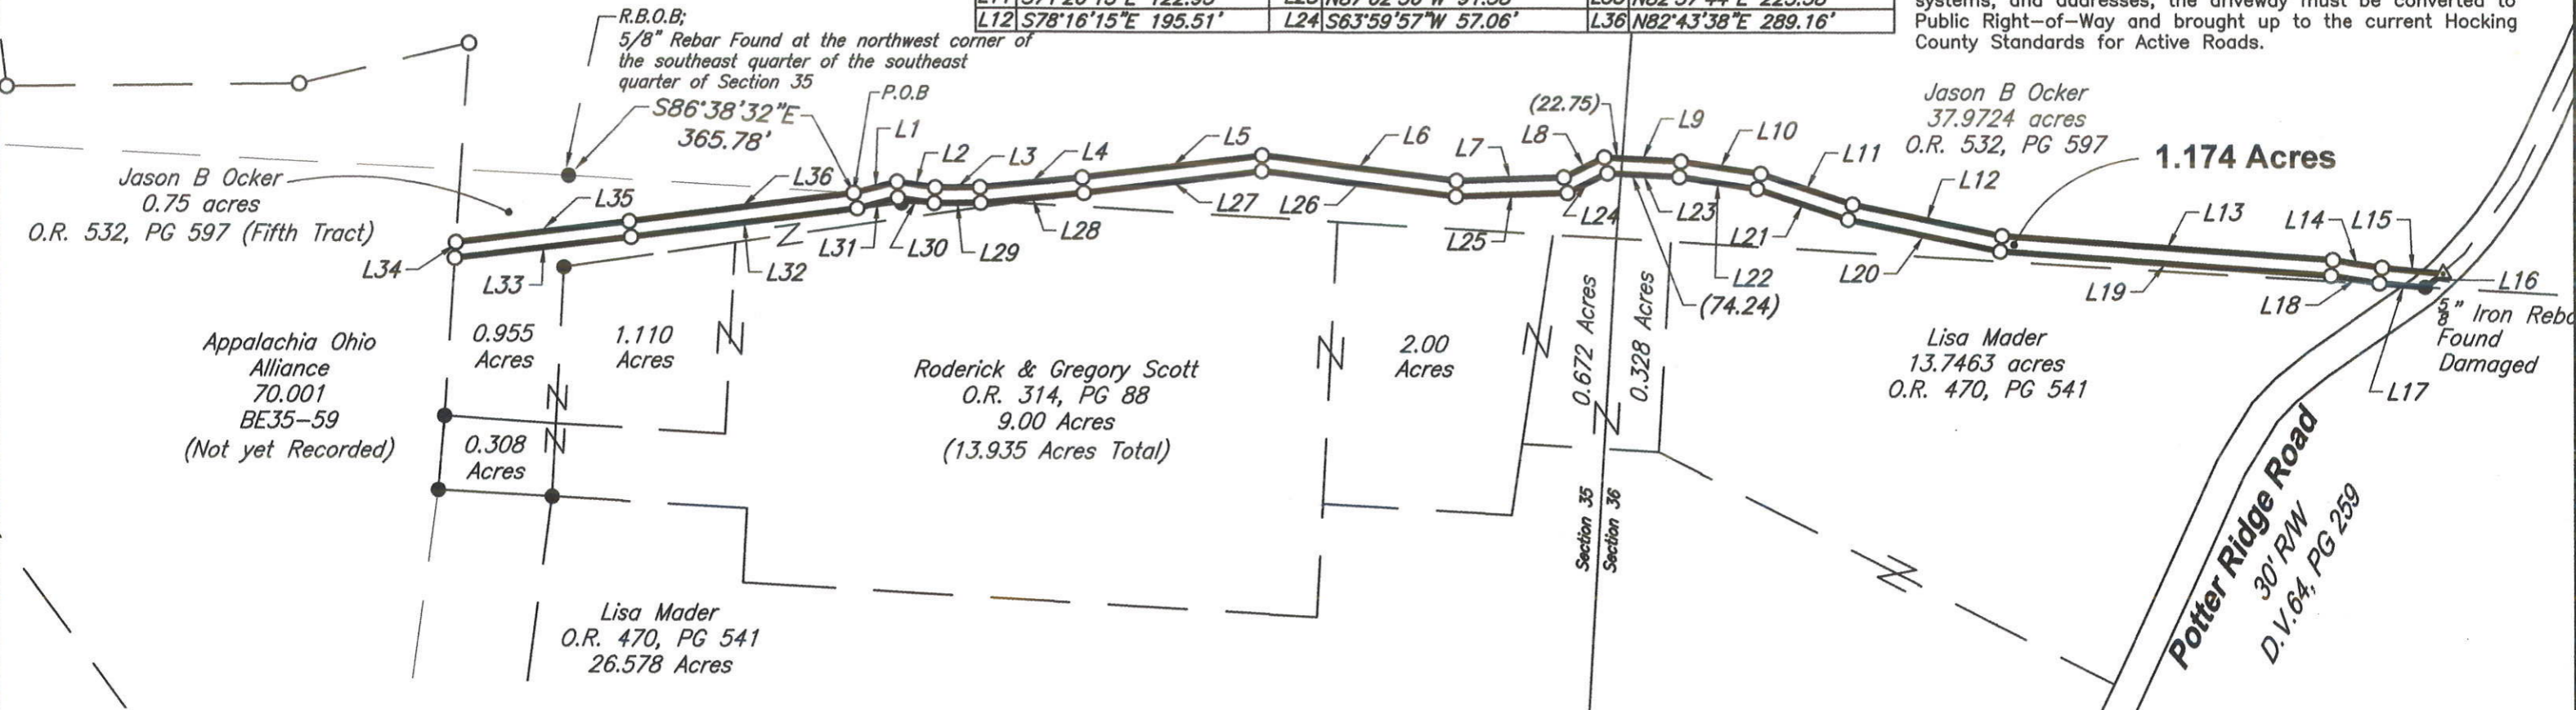 L12 S78°16'15"E 195.51' L24 S63°59'57"W 57.06' L36 N82°43'38"E 289.16'
systems, and addresses, the driveway must be converted to
Public Right-of-Way and brought up to the current Hocking
County Standards for Active Roads.
R.B.O.B;
5/8" Rebar Found at the northwest corner of
the southeast quarter of the southeast
quarter of Section 35
S86°38'32"E
365.78'
P.O.B
L1
L2
L3
L4
L5
L6
L7
L8
(22.75)
L9
L10
L11
Jason B Ocker
37.9724 acres
O.R. 532, PG 597
1.174 Acres
L12
L13
L14
L15
L16
5/8" Iron
Found
Damaged
L17
L18
L19
L20
L21
L22
(74.24)
L23
L24
L25
L26
L27
L28
L29
L30
L31
L32
L33
L34
L35
L36
Jason B Ocker
0.75 acres
O.R. 532, PG 597 (Fifth Tract)
Appalachia Ohio
Alliance
70.001
BE35-59
(Not yet Recorded)
0.955
Acres
1.110
Acres
0.308
Acres
Roderick & Gregory Scott
O.R. 314, PG 88
9.00 Acres
(13.935 Acres Total)
2.00
Acres
0.672 Acres
0.328 Acres
Section 35
Section 36
Lisa Mader
13.7463 acres
O.R. 470, PG 541
Lisa Mader
O.R. 470, PG 541
26.578 Acres
Potter Ridge Road
30' R/W
D.V.64, PG 259